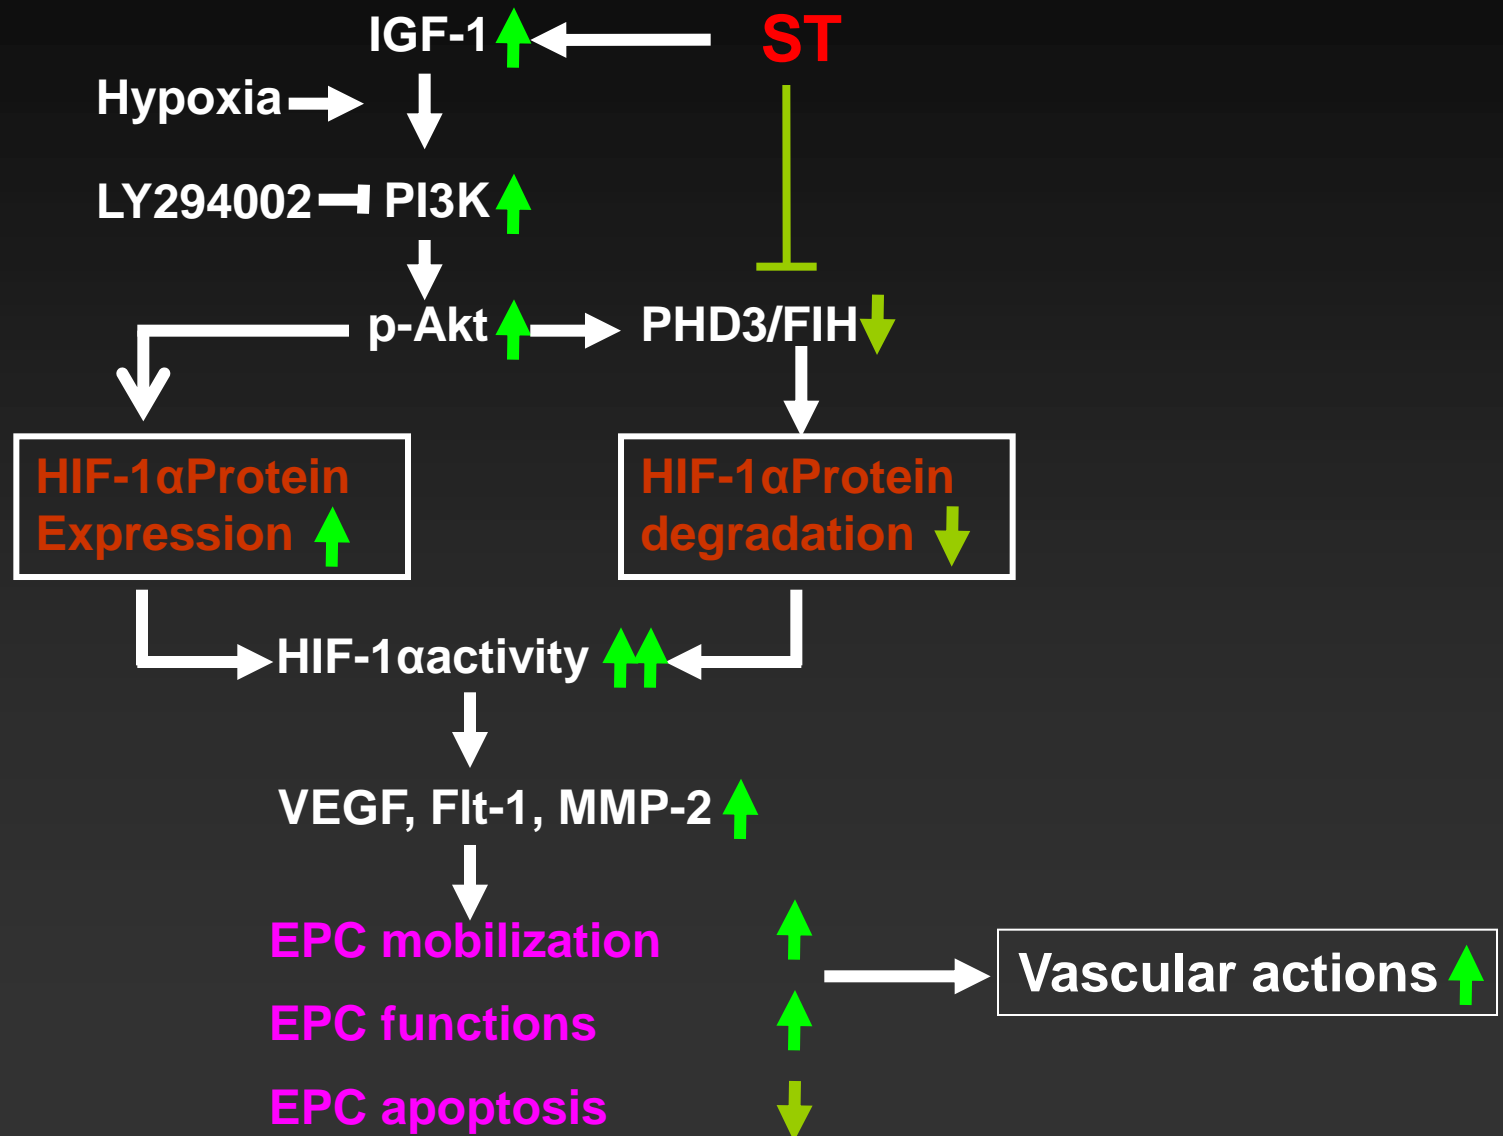 IGF-1
ST
Hypoxia
LY294002
PI3K
p-Akt
PHD3/FIH
HIF-1αProtein
Expression
HIF-1αProtein
degradation
HIF-1αactivity
VEGF, Flt-1, MMP-2
EPC mobilization
EPC functions
EPC apoptosis
Vascular actions